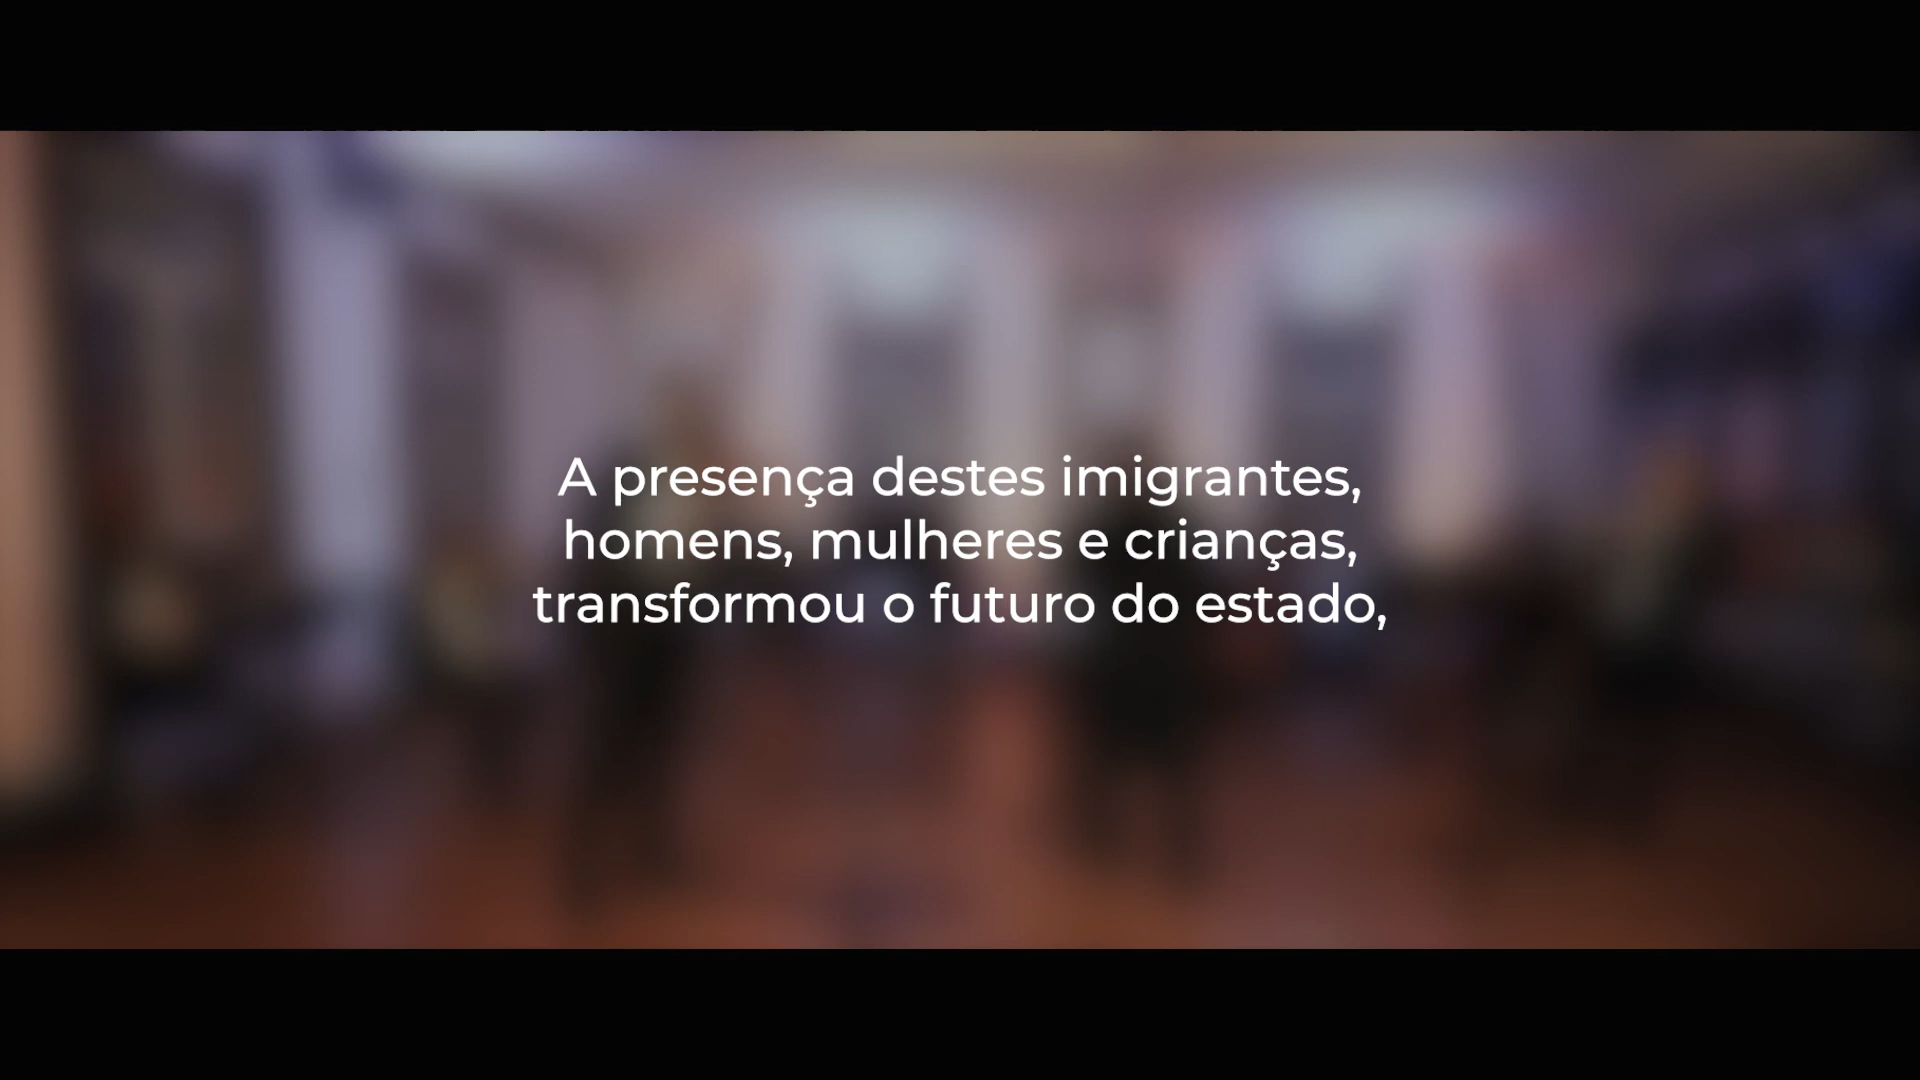 A presença destes imigrantes,
homens, mulheres e crianças,
transformou o futuro do estado,